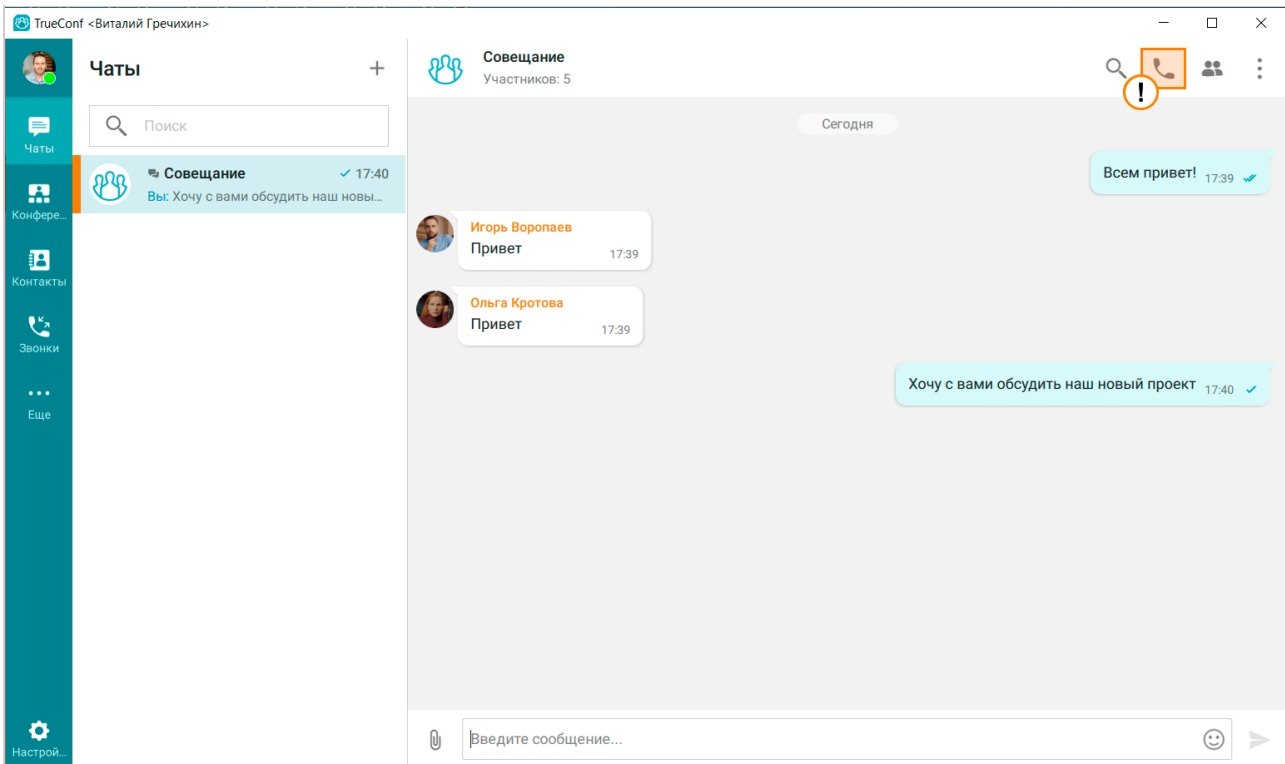 TrueConf <Виталий Гречихин>
Чаты
Совещание
Участников: 5
!
Чаты
Конфере...
Контакты
Звонки
Еще
Настрой...
Поиск
Совещание 17:40
Вы: Хочу с вами обсудить наш новы...
Сегодня
Всем привет! 17:39
Игорь Воропаев
Привет 17:39
Ольга Кротова
Привет 17:39
Хочу с вами обсудить наш новый проект 17:40
Введите сообщение...